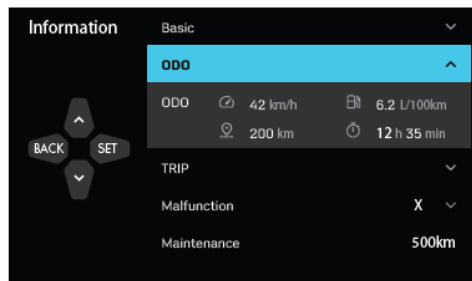 Information
Basic
ODO
ODO 42 km/h 6.2 L/100km
200 km 12 h 35 min
BACK SET
TRIP
Malfunction X
Maintenance 500km